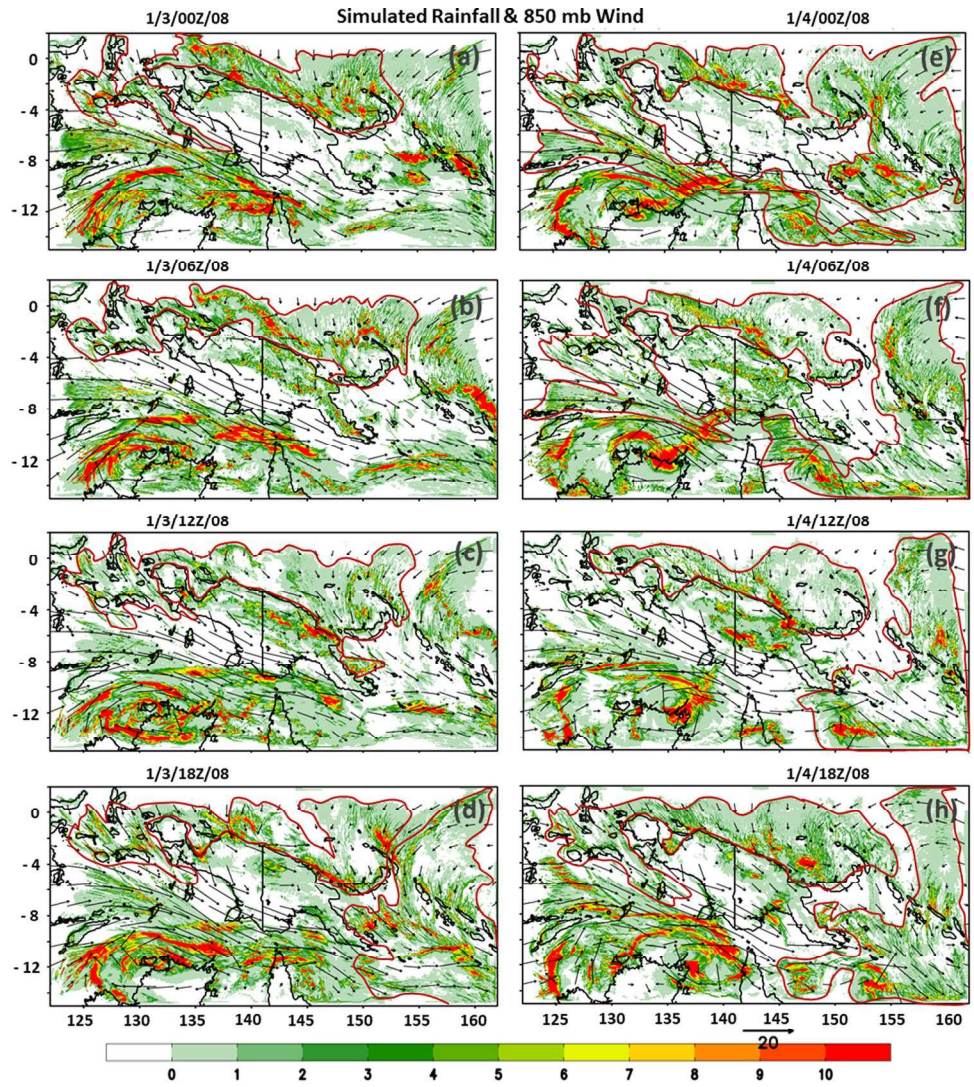 Simulated Rainfall & 850 mb Wind
1/3/00Z/08
1/4/00Z/08
(a)
(e)
0
- 4
- 8
- 12
1/3/06Z/08
1/4/06Z/08
(b)
(f)
0
- 4
- 8
- 12
1/3/12Z/08
1/4/12Z/08
(c)
(g)
0
- 4
- 8
- 12
1/3/18Z/08
1/4/18Z/08
(d)
(h)
0
- 4
- 8
- 12
125 130 135 140 145 150 155 160
125 130 135 140 145 150 155 160
20
0 1 2 3 4 5 6 7 8 9 10